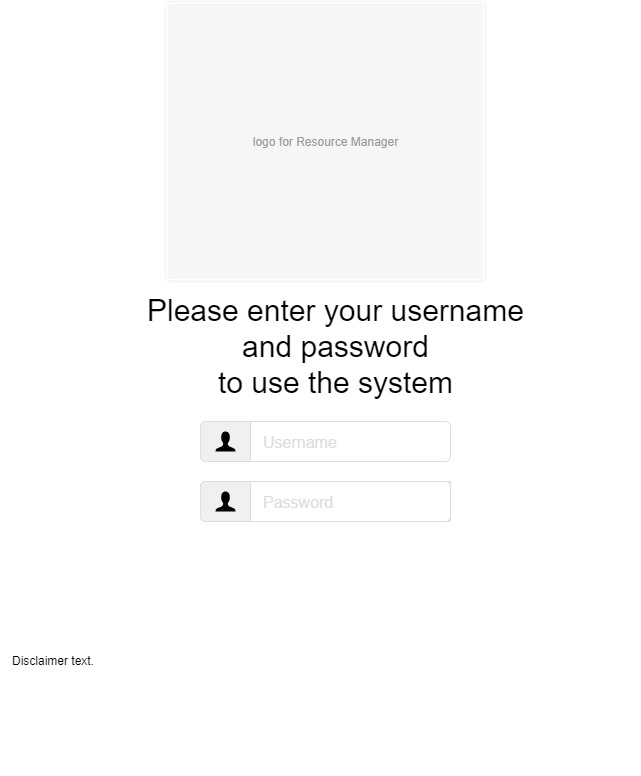 logo for Resource Manager
Please enter your username
and password
to use the system
Username
Password
Disclaimer text.